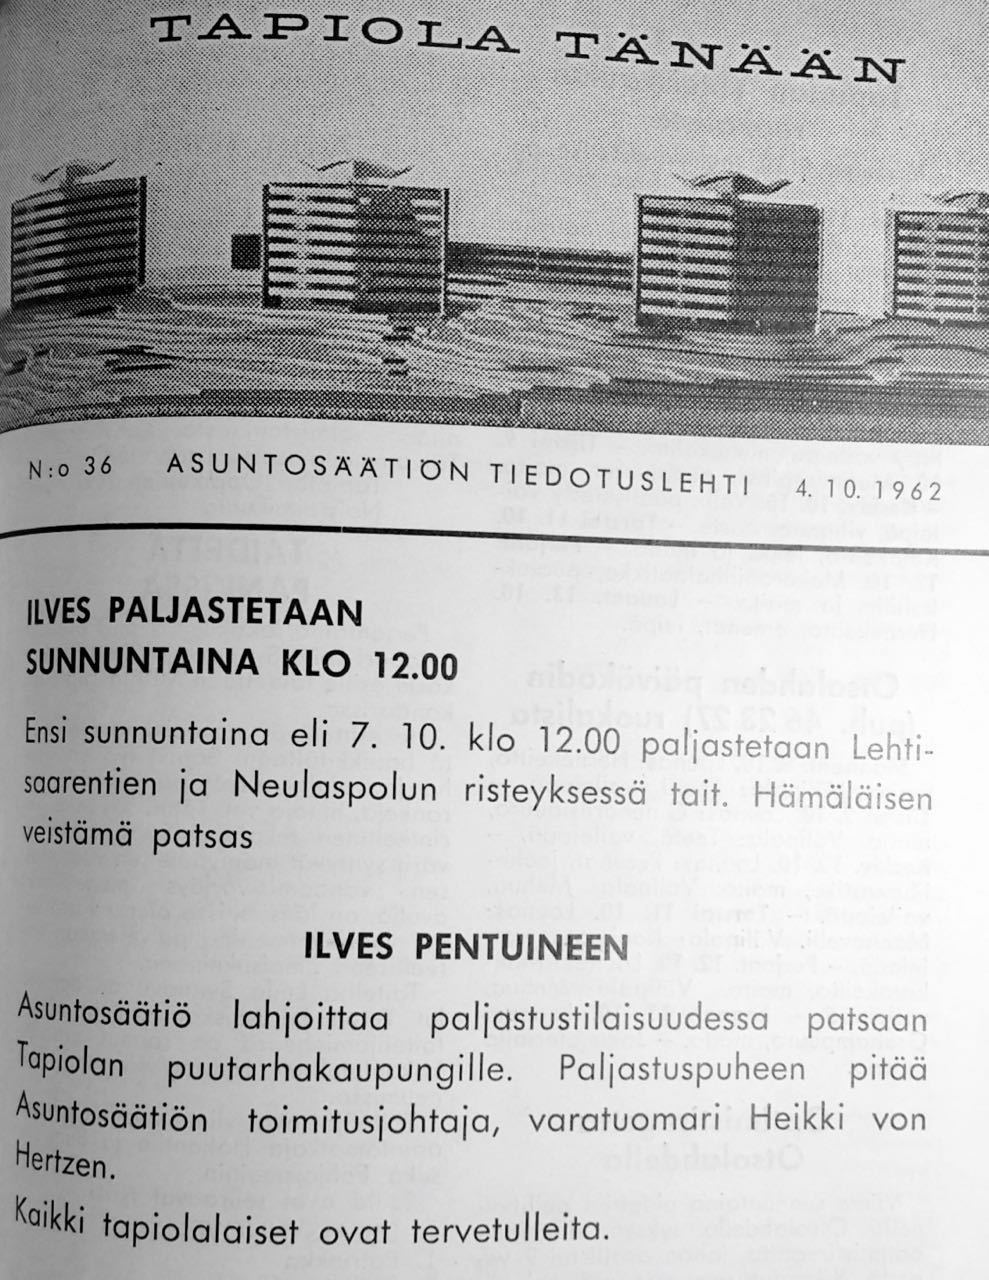 TAPIOLA TÄNÄÄN
N:o 36 ASUNTOSÄÄTIÖN TIEDOTUSLEHTI 4. 10. 1962
ILVES PALJASTETAAN
SUNNUNTAINA KLO 12.00
Ensi sunnuntaina eli 7. 10. klo 12.00 paljastetaan Lehti-
saarentien ja Neulaspolun risteyksessä tait. Hämäläisen
veistämä patsas
ILVES PENTUINEEN
Asuntosäätiö lahjoittaa paljastustilaisuudessa patsaan
Tapiolan puutarhakaupungille. Paljastuspuheen pitää
Asuntosäätiön toimitusjohtaja, varatuomari Heikki von
Hertzen.
Kaikki tapiolalaiset ovat tervetulleita.